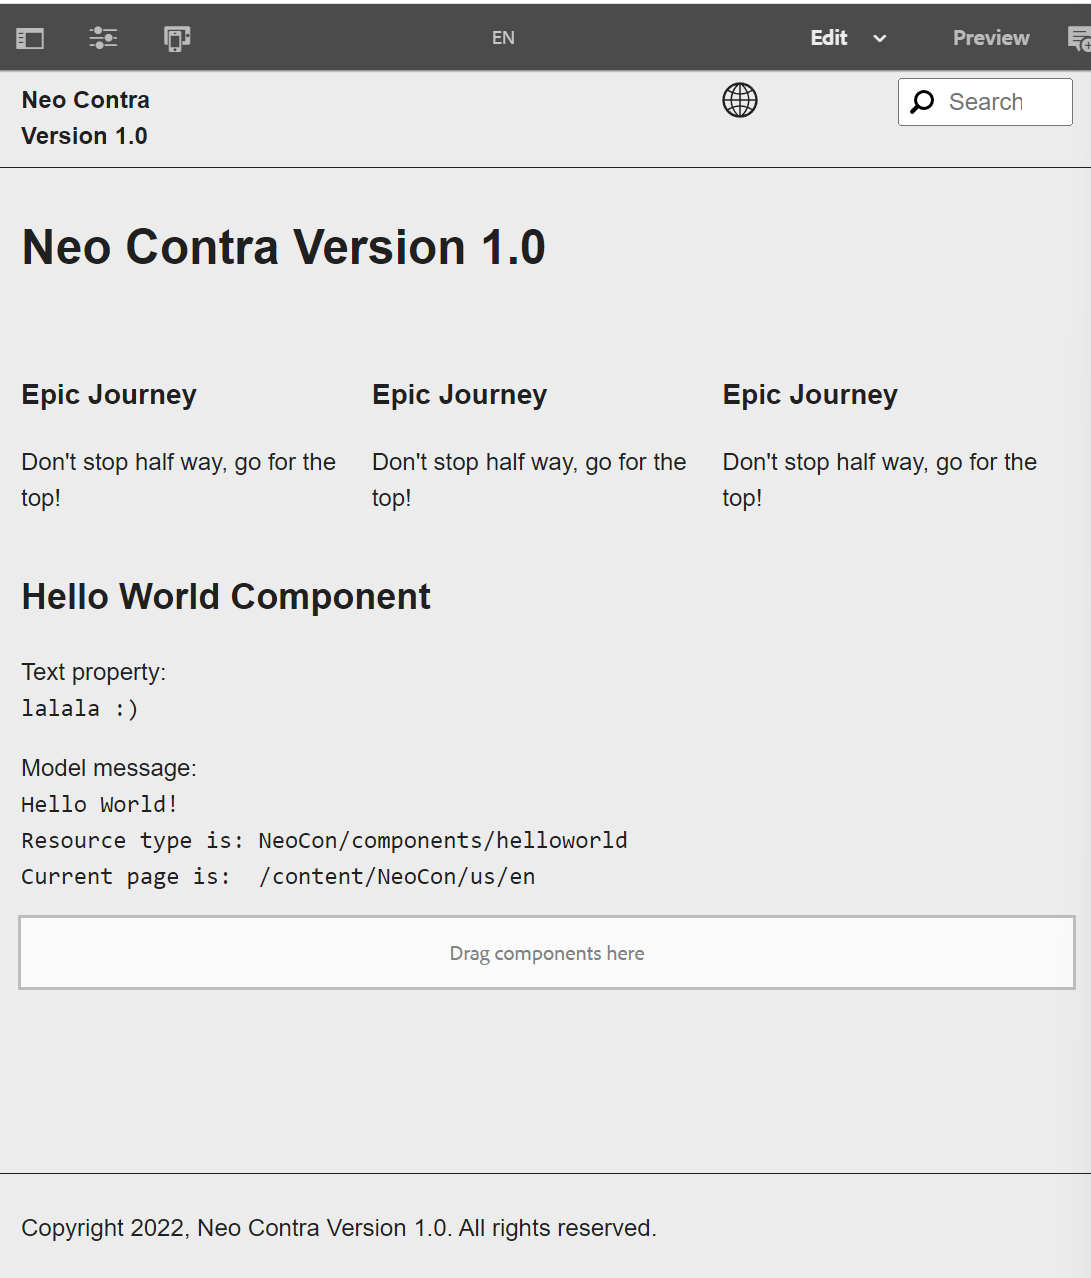 EN
Edit
Preview
Neo Contra
Version 1.0
Search
Neo Contra Version 1.0
Epic Journey
Don't stop half way, go for the
top!
Epic Journey
Don't stop half way, go for the
top!
Epic Journey
Don't stop half way, go for the
top!
Hello World Component
Text property:
lalala :)
Model message:
Hello World!
Resource type is: NeoCon/components/helloworld
Current page is:  /content/NeoCon/us/en
Drag components here
Copyright 2022, Neo Contra Version 1.0. All rights reserved.